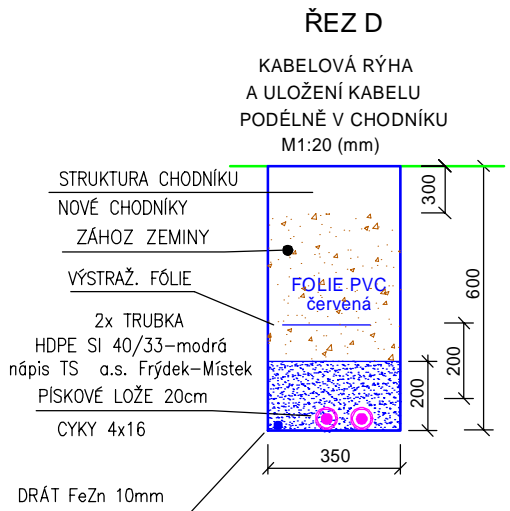 ŘEZ D
KABELOVÁ RÝHA
A ULOŽENÍ KABELU
PODÉLNĚ V CHODNÍKU
M1:20 (mm)
STRUKTURA CHODNÍKU
NOVÉ CHODNÍKY
ZÁHOZ ZEMINY
VÝSTRAŽ. FÓLIE
FOLIE PVC
červená
2x TRUBKA
HDPE SI 40/33-modrá
nápis TS a.s. Frýdek-Místek
PÍSKOVÉ LOŽE 20cm
CYKY 4x16
DRÁT FeZn 10mm
300
600
200
200
350